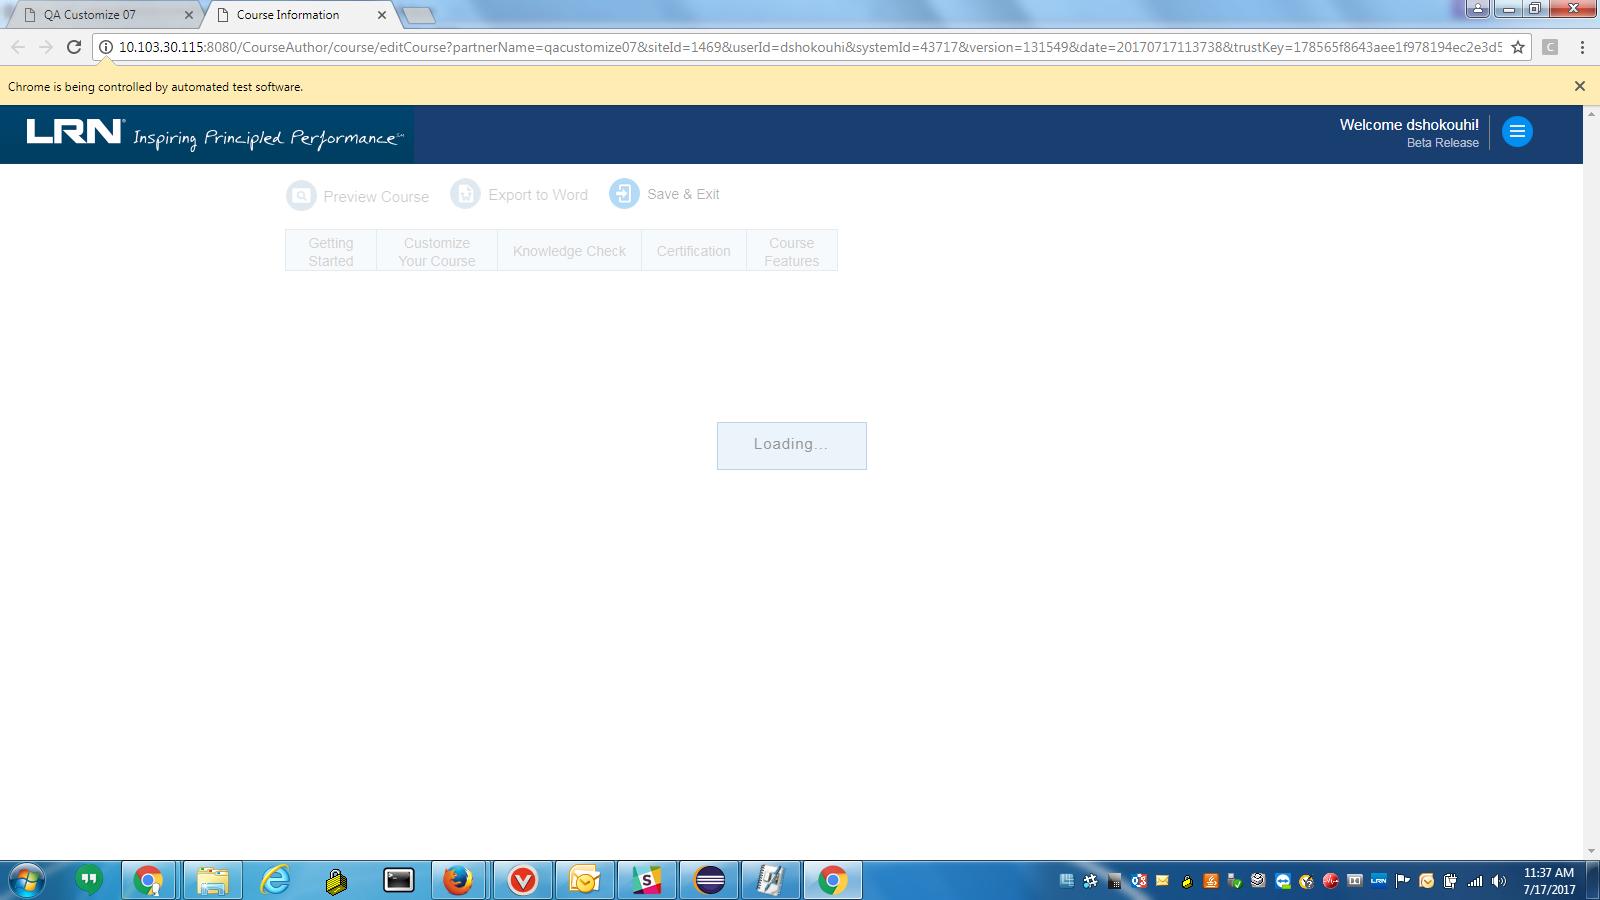 QA Customize 07
Course Information
10.103.30.115:8080/CourseAuthor/course/editCourse?partnerName=qacustomize07&siteId=1469&userId=dshokouhi&systemId=43717&version=131549&date=20170717113738&trustKey=178565f8643aee1f978194ec2e3d5
Chrome is being controlled by automated test software.
LRN Inspiring Principled Performance
Welcome dshokouhi!
Beta Release
Preview Course
Export to Word
Save & Exit
Getting
Started
Customize
Your Course
Knowledge Check
Certification
Course
Features
Loading...
LRN
11:37 AM
7/17/2017